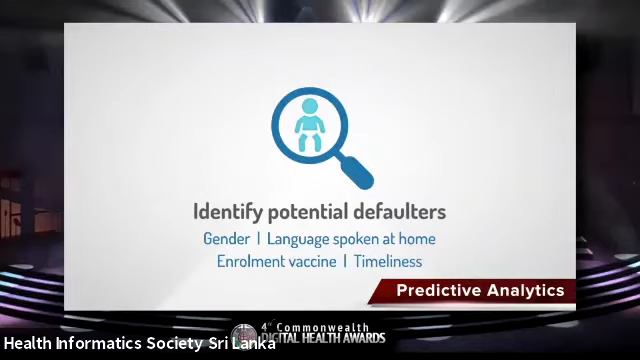 Identify potential defaulters
Gender | Language spoken at home
Enrolment vaccine | Timeliness
Predictive Analytics
4th Commonwealth
DIGITAL HEALTH AWARDS
Health Informatics Society Sri Lanka